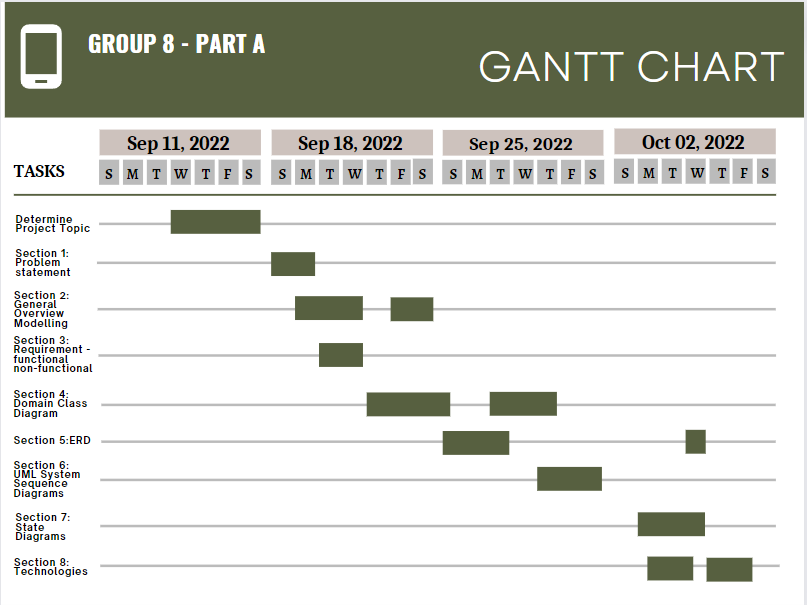 GROUP 8 - PART A
GANTT CHART
Sep 11, 2022 Sep 18, 2022 Sep 25, 2022 Oct 02, 2022
TASKS S M T W T F S S M T W T F S S M T W T F S S M T W T F S
Determine
Project Topic
Section 1:
Problem
statement
Section 2:
General
Overview
Modelling
Section 3:
Requirement -
functional
non-functional
Section 4:
Domain Class
Diagram
Section 5:ERD
Section 6:
UML System
Sequence
Diagrams
Section 7:
State
Diagrams
Section 8:
Technologies